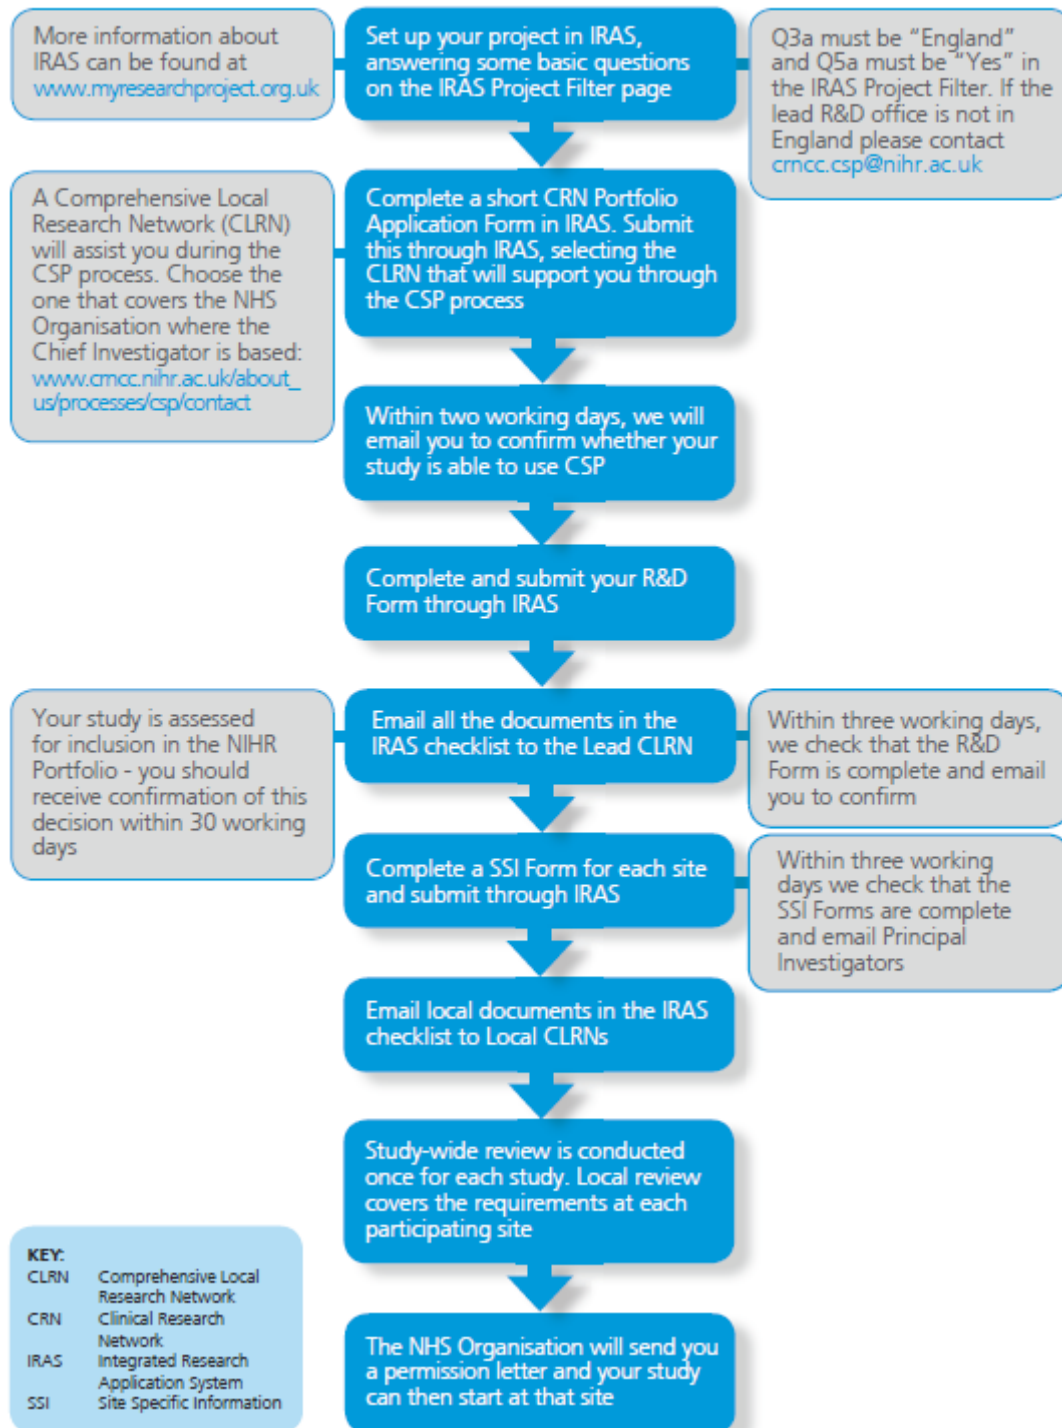 More information about
IRAS can be found at
www.myresearchproject.org.uk
Set up your project in IRAS,
answering some basic questions
on the IRAS Project Filter page
Q3a must be “England”
and Q5a must be “Yes” in
the IRAS Project Filter. If the
lead R&D office is not in
England please contact
crncc.csp@nihr.ac.uk
A Comprehensive Local
Research Network (CLRN)
will assist you during the
CSP process. Choose the
one that covers the NHS
Organisation where the
Chief Investigator is based:
www.crncc.nihr.ac.uk/about_
us/processes/csp/contact
Complete a short CRN Portfolio
Application Form in IRAS. Submit
this through IRAS, selecting the
CLRN that will support you through
the CSP process
Within two working days, we will
email you to confirm whether your
study is able to use CSP
Complete and submit your R&D
Form through IRAS
Your study is assessed
for inclusion in the NIHR
Portfolio - you should
receive confirmation of this
decision within 30 working
days
Email all the documents in the
IRAS checklist to the Lead CLRN
Within three working days,
we check that the R&D
Form is complete and email
you to confirm
Complete a SSI Form for each site
and submit through IRAS
Within three working
days we check that the
SSI Forms are complete
and email Principal
Investigators
Email local documents in the IRAS
checklist to Local CLRNs
Study-wide review is conducted
once for each study. Local review
covers the requirements at each
participating site
The NHS Organisation will send you
a permission letter and your study
can then start at that site
KEY:
CLRN Comprehensive Local
Research Network
CRN Clinical Research
Network
IRAS Integrated Research
Application System
SSI Site Specific Information